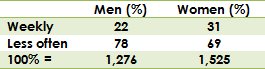 Men (%) Women (%)
Weekly 22 31
Less often 78 69
100% = 1,276 1,525